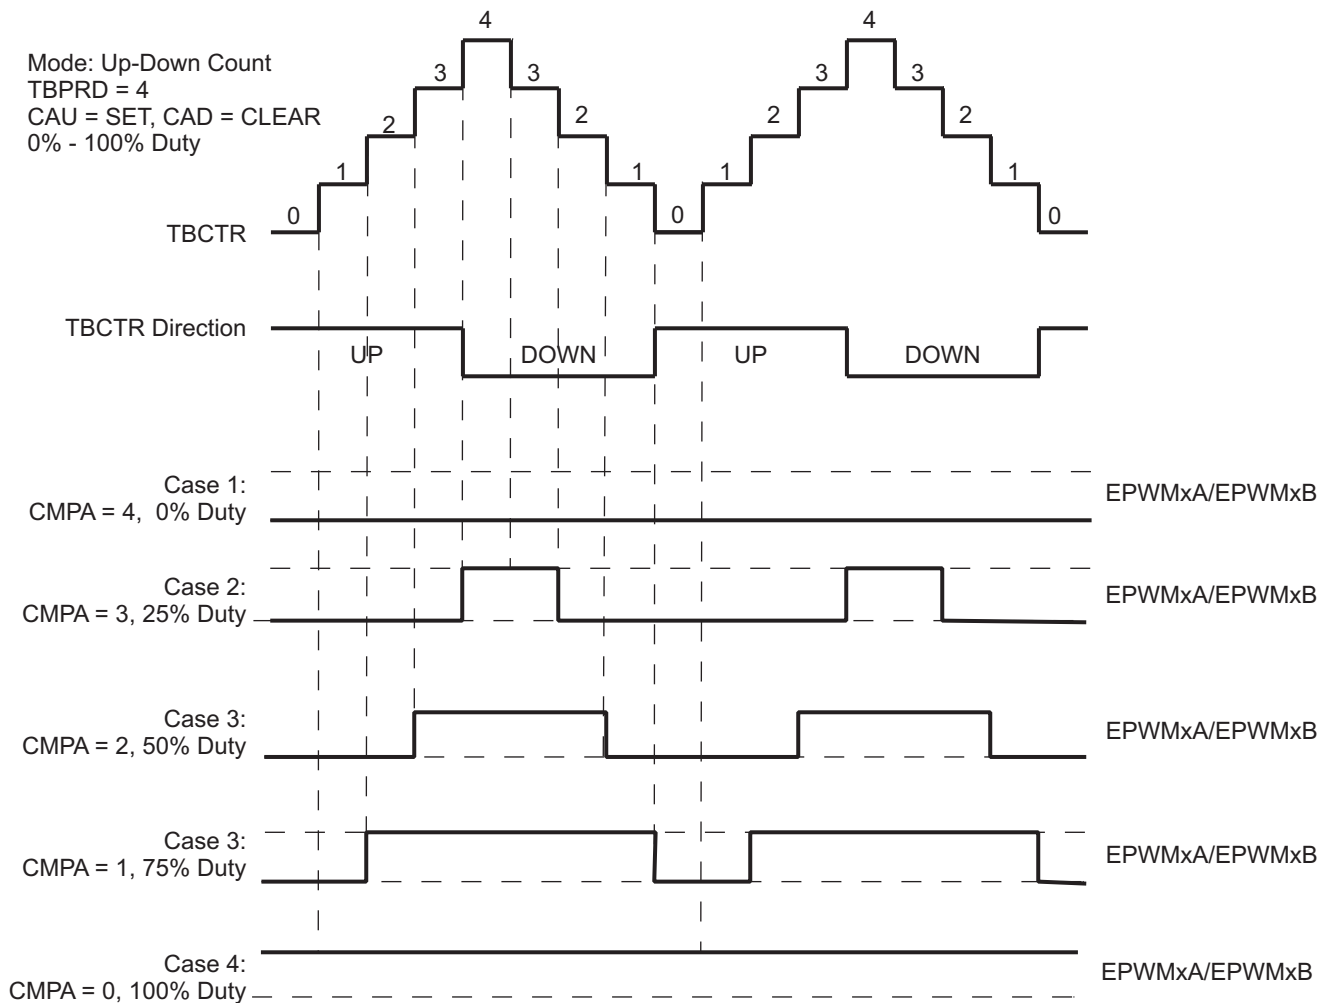 4
4
Mode: Up-Down Count
TBPRD = 4
CAU = SET, CAD = CLEAR
0% - 100% Duty
3
3
3
3
2
2
2
2
1
1
1
1
0
0
0
TBCTR
TBCTR Direction
UP
DOWN
UP
DOWN
Case 1:
CMPA = 4, 0% Duty
EPWMxA/EPWMxB
Case 2:
CMPA = 3, 25% Duty
EPWMxA/EPWMxB
Case 3:
CMPA = 2, 50% Duty
EPWMxA/EPWMxB
Case 3:
CMPA = 1, 75% Duty
EPWMxA/EPWMxB
Case 4:
CMPA = 0, 100% Duty
EPWMxA/EPWMxB